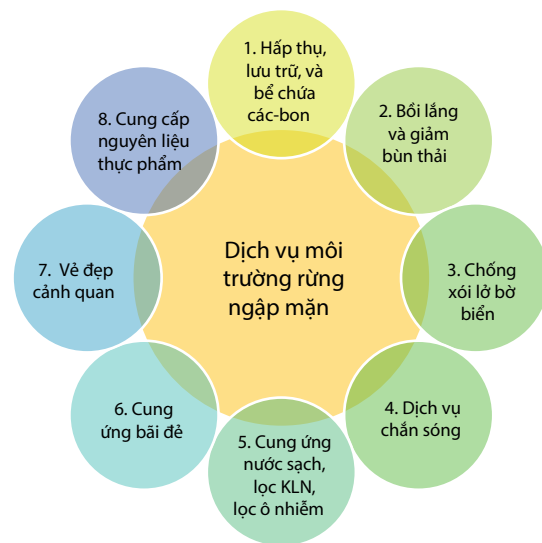 1. Hấp thụ,
lưu trữ, và
bể chứa
các-bon
2. Bồi lắng
và giảm
bùn thải
3. Chống
xói lở bờ
biển
4. Dịch vụ
chắn sóng
5. Cung ứng
nước sạch,
lọc KLN,
lọc ô nhiễm
6. Cung
ứng bãi đẻ
7. Vẻ đẹp
cảnh quan
8. Cung cấp
nguyên liệu
thực phẩm
Dịch vụ môi
trường rừng
ngập mặn